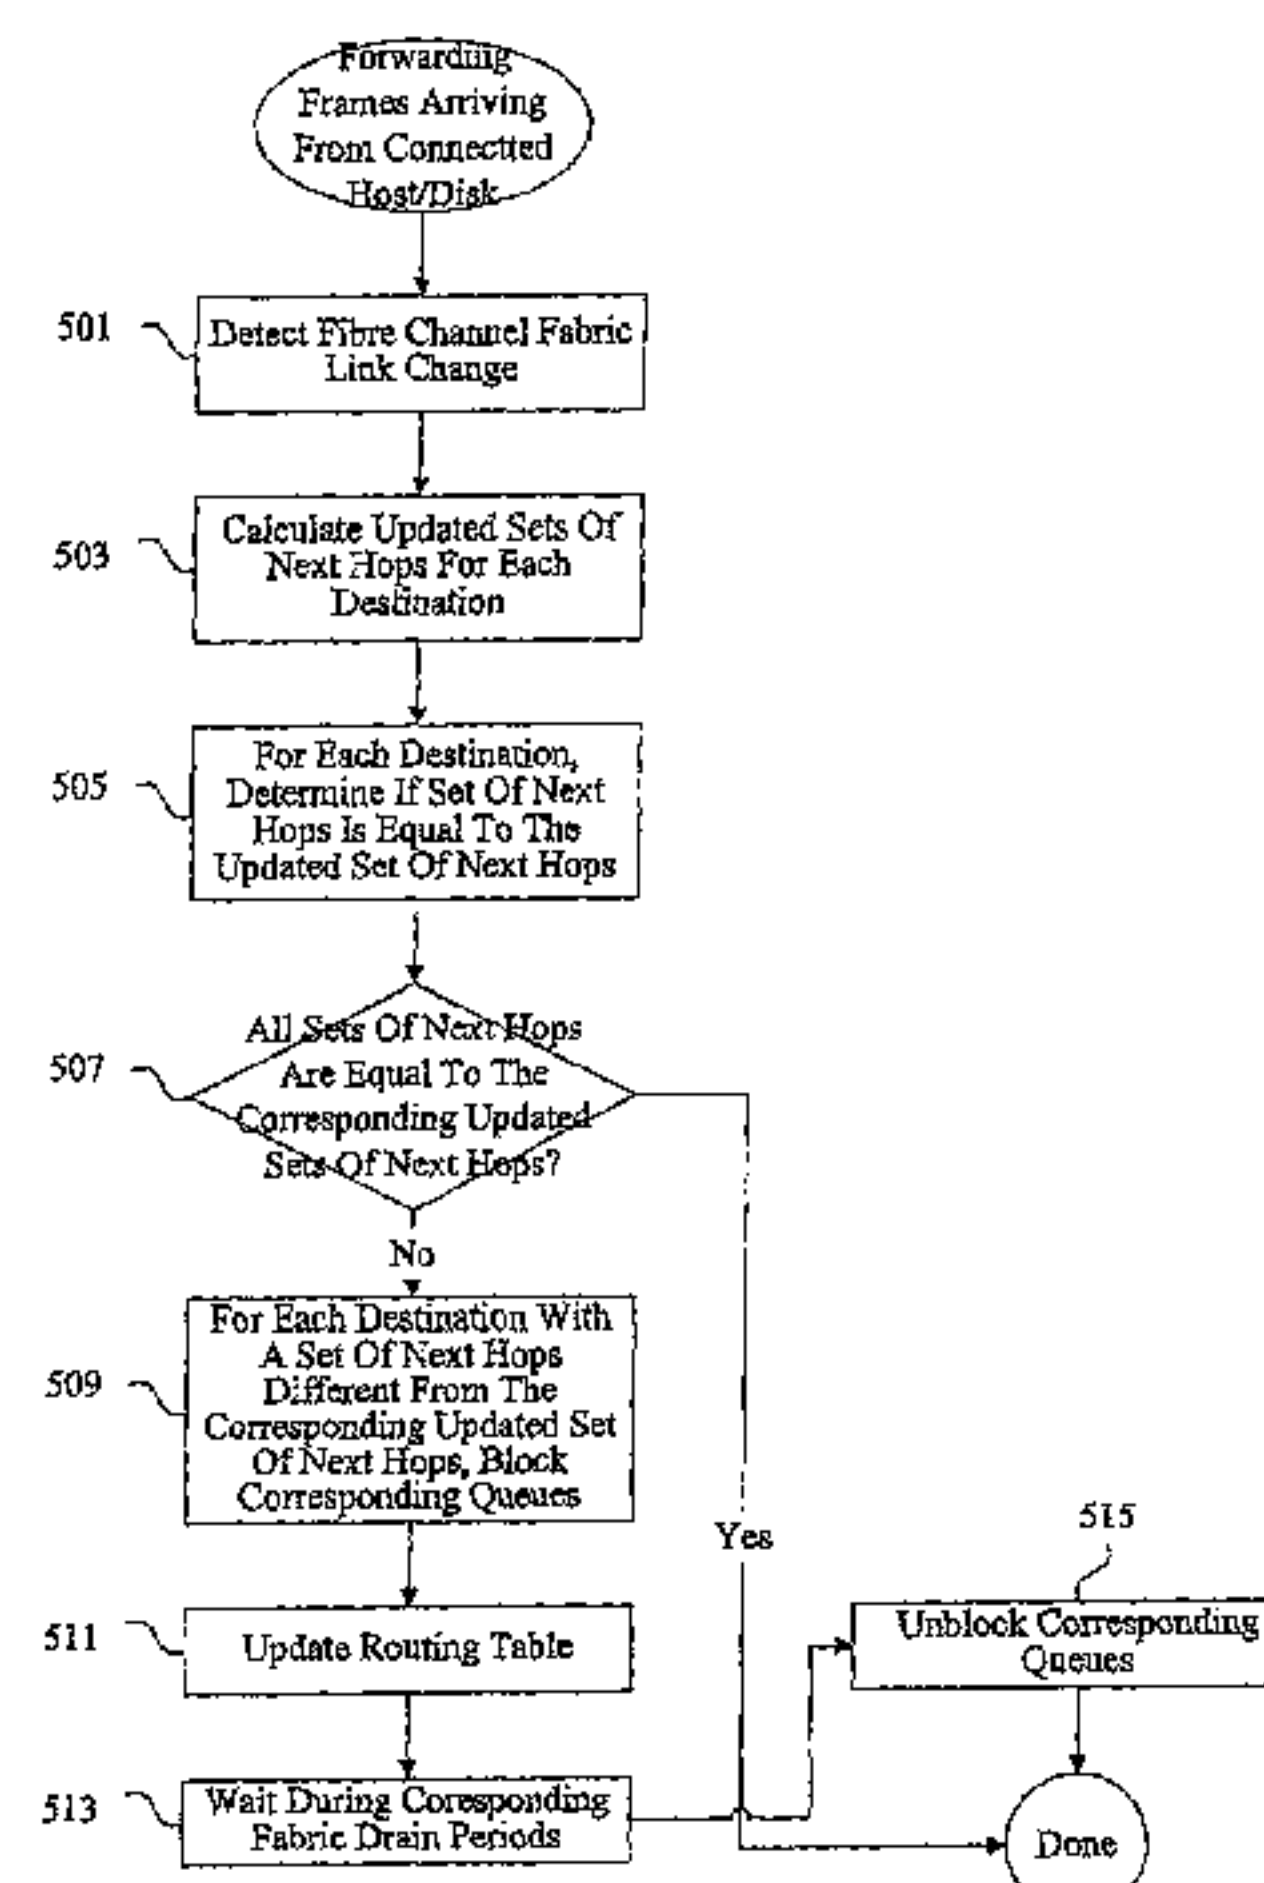 Forwarding
Frames Arriving
From Connectted
Host/Disk
501
Detect Fibre Channel Fabric
Link Change
503
Calculate Updated Sets Of
Next Hops For Each
Destination
505
For Each Destination,
Determine If Set Of Next
Hops Is Equal To The
Updated Set Of Next Hops
507
All Sets Of Next Hops
Are Equal To The
Corresponding Updated
Sets Of Next Hops?
No
509
For Each Destination With
A Set Of Next Hops
Different From The
Corresponding Updated Set
Of Next Hops, Block
Corresponding Queues
Yes
511
Update Routing Table
513
Wait During Coresponding
Fabric Drain Periods
515
Unblock Corresponding
Queues
Done